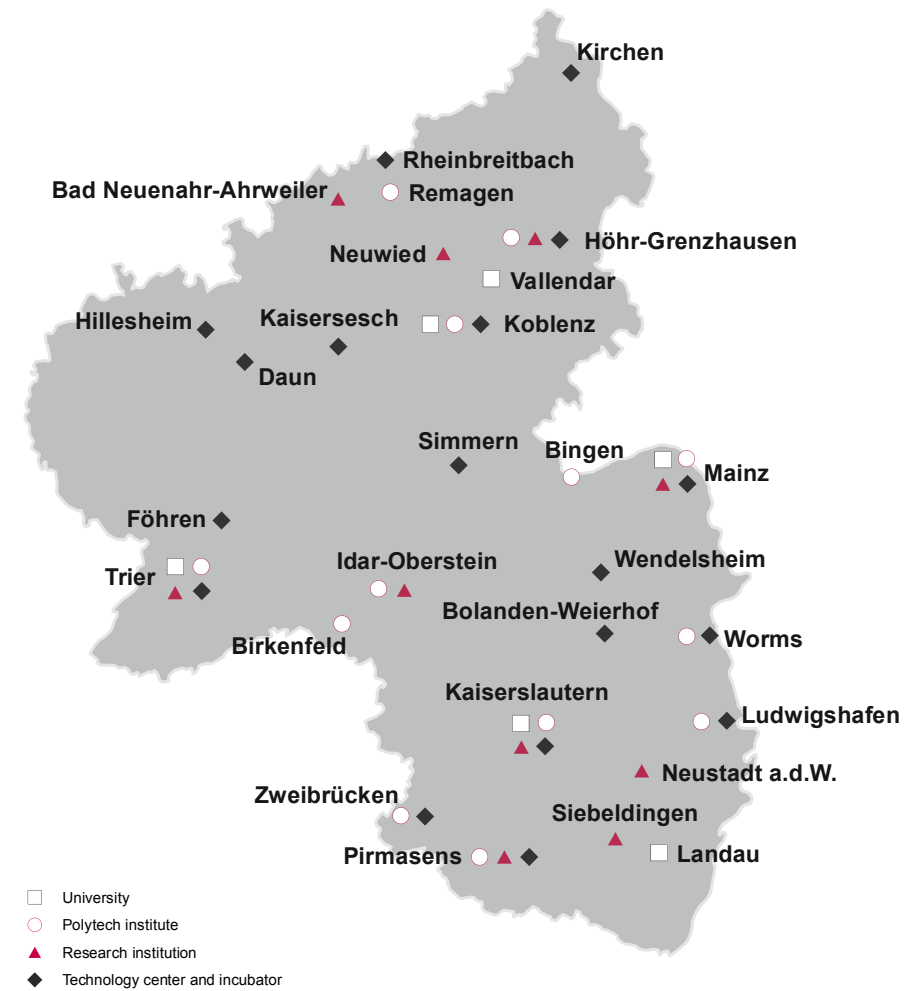 Kirchen
Rheinbreitbach
Bad Neuenahr-Ahrweiler
Remagen
Höhr-Grenzhausen
Neuwied
Vallendar
Hillesheim
Kaisersesch
Koblenz
Daun
Simmern
Bingen
Mainz
Föhren
Idar-Oberstein
Wendelsheim
Trier
Bolanden-Weierhof
Birkenfeld
Worms
Kaiserslautern
Ludwigshafen
Neustadt a.d.W.
Zweibrücken
Siebeldingen
Pirmasens
Landau
University
Polytech institute
Research institution
Technology center and incubator